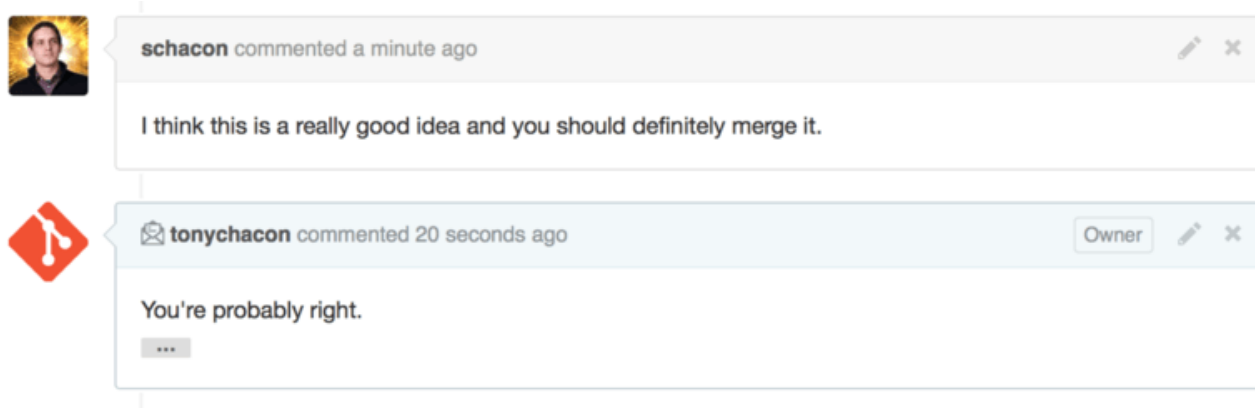 schacon commented a minute ago
I think this is a really good idea and you should definitely merge it.
tonychacon commented 20 seconds ago
Owner
You're probably right.
...